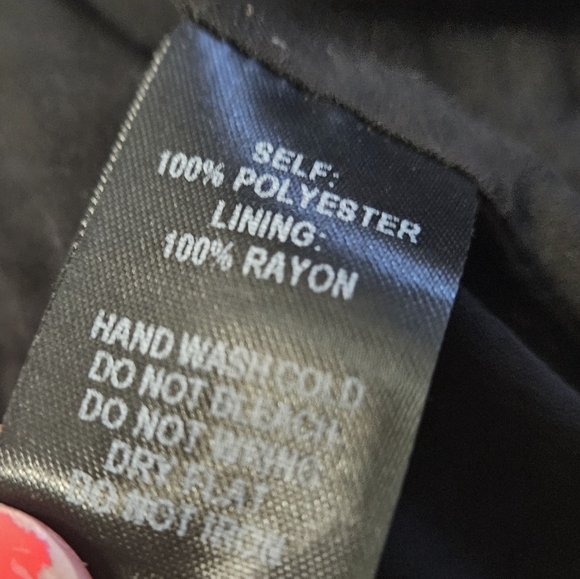 SELF:
100% POLYESTER
LINING:
100% RAYON
HAND WASH COLD
DO NOT BLEACH
DO NOT WRING
DRY FLAT
DO NOT IRON